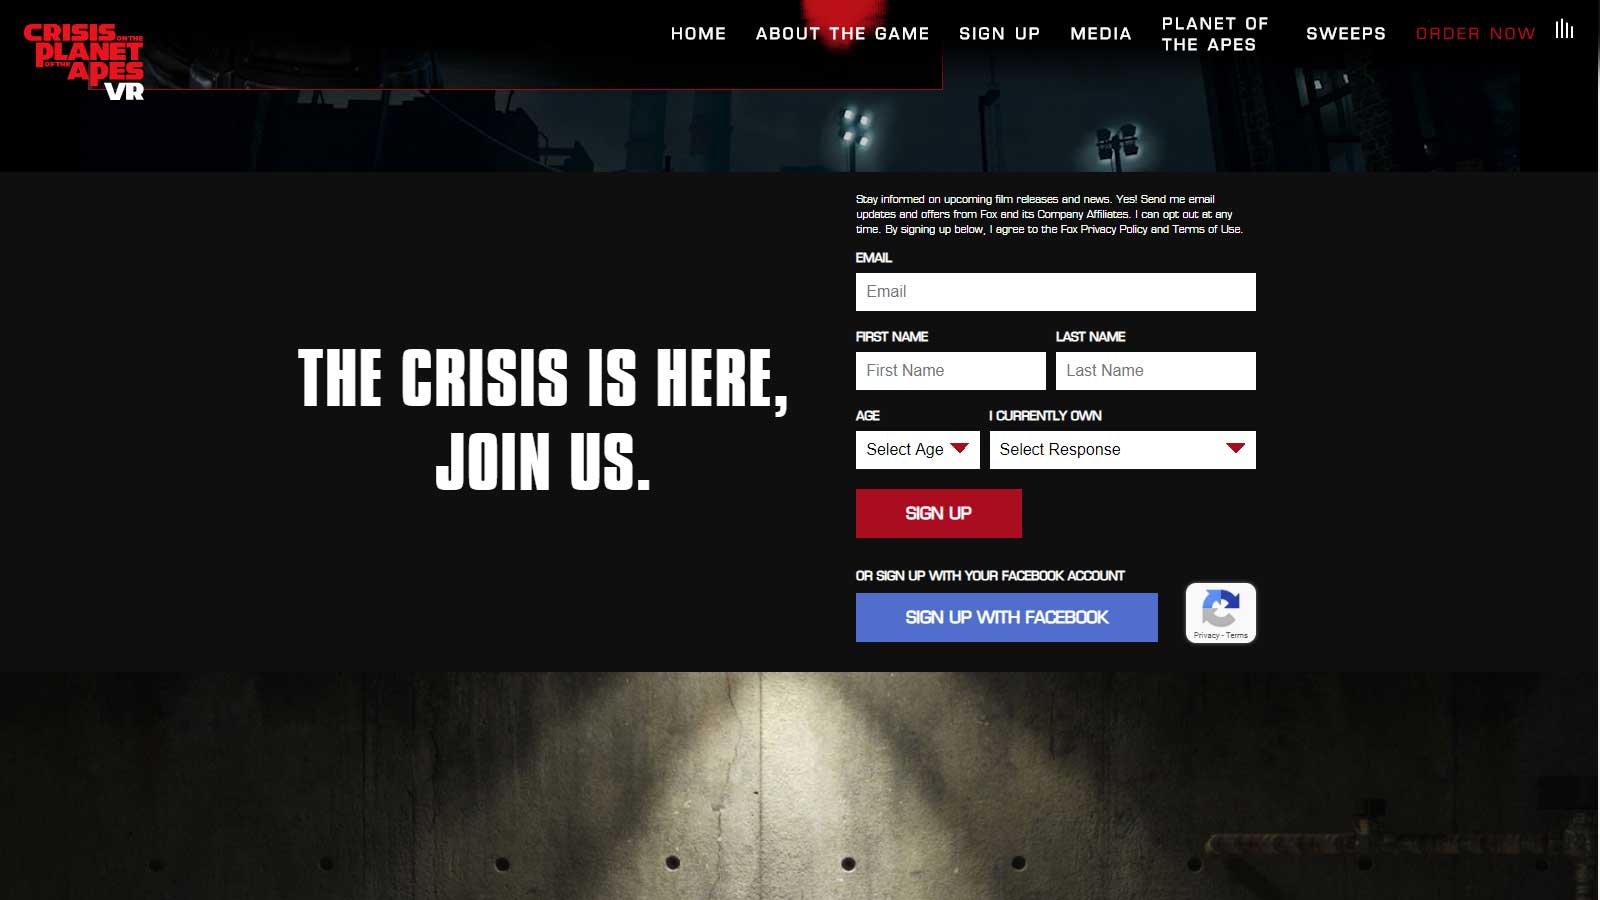 CRISIS ON THE
PLANET
OF THE APES
VR
HOME
ABOUT THE GAME
SIGN UP
MEDIA
PLANET OF
THE APES
SWEEPS
ORDER NOW
THE CRISIS IS HERE,
JOIN US.
Stay informed on upcoming film releases and news. Yes! Send me email
updates and offers from Fox and its Company Affiliates. I can opt out at any
time. By signing up below, I agree to the Fox Privacy Policy and Terms of Use.
EMAIL
Email
FIRST NAME
LAST NAME
First Name
Last Name
AGE
I CURRENTLY OWN
Select Age
Select Response
SIGN UP
OR SIGN UP WITH YOUR FACEBOOK ACCOUNT
SIGN UP WITH FACEBOOK
Privacy - Terms